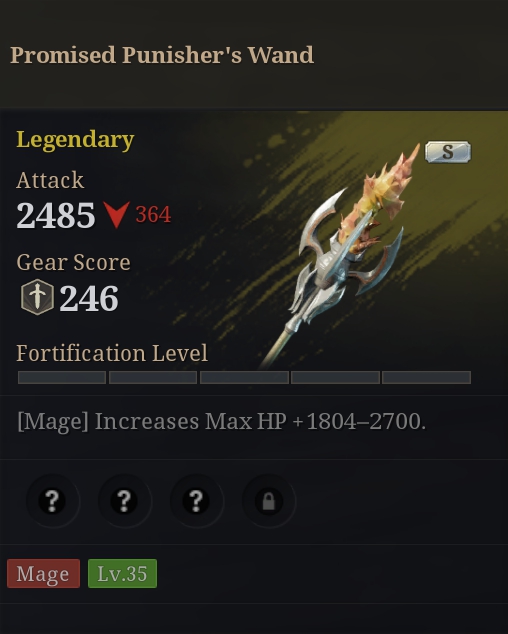 Promised Punisher's Wand
Legendary
S
Attack
2485 364
Gear Score
246
Fortification Level
[Mage] Increases Max HP +1804–2700.
? ? ?
Mage Lv.35